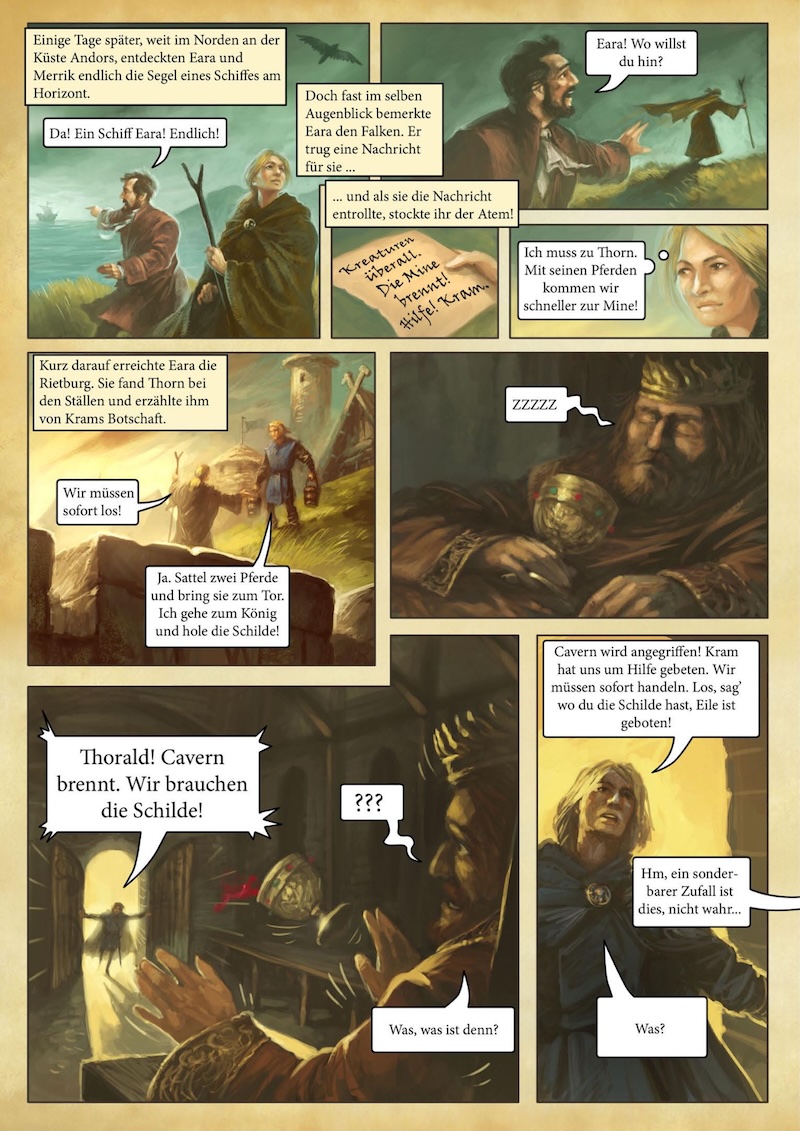 Einige Tage später, weit im Norden an der
Küste Andors, entdeckten Eara und
Merrik endlich die Segel eines Schiffes am
Horizont.
Da! Ein Schiff Eara! Endlich!
Doch fast im selben
Augenblick bemerkte
Eara den Falken. Er
trug eine Nachricht
für sie ...
Eara! Wo willst
du hin?
... und als sie die Nachricht
entrollte, stockte ihr der Atem!
Kreaturen
überall.
Die Mine
brennt!
Hilfe! Kram.
Ich muss zu Thorn.
Mit seinen Pferden
kommen wir
schneller zur Mine!
Kurz darauf erreichte Eara die
Rietburg. Sie fand Thorn bei
den Ställen und erzählte ihm
von Krams Botschaft.
Wir müssen
sofort los!
Ja. Sattel zwei Pferde
und bring sie zum Tor.
Ich gehe zum König
und hole die Schilde!
ZZZZZ
Thorald! Cavern
brennt. Wir brauchen
die Schilde!
???
Was, was ist denn?
Cavern wird angegriffen! Kram
hat uns um Hilfe gebeten. Wir
müssen sofort handeln. Los, sag’
wo du die Schilde hast, Eile ist
geboten!
Hm, ein sonder-
barer Zufall ist
dies, nicht wahr...
Was?